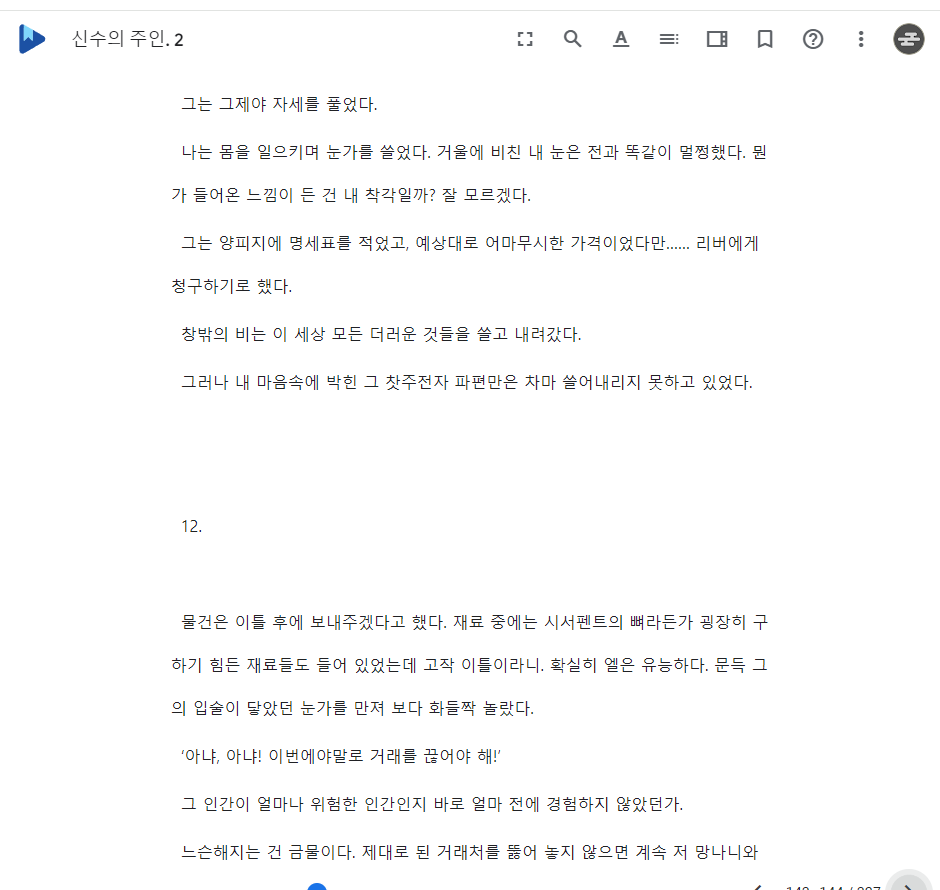 신수의 주인. 2
그는 그제야 자세를 풀었다.
나는 몸을 일으키며 눈가를 쓸었다. 거울에 비친 내 눈은 전과 똑같이 멀쩡했다. 뭔
가 들어온 느낌이 든 건 내 착각일까? 잘 모르겠다.
그는 양피지에 명세표를 적었고, 예상대로 어마무시한 가격이었다만...... 리버에게
청구하기로 했다.
창밖의 비는 이 세상 모든 더러운 것들을 쓸고 내려갔다.
그러나 내 마음속에 박힌 그 찻주전자 파편만은 차마 쓸어내리지 못하고 있었다.
12.
물건은 이틀 후에 보내주겠다고 했다. 재료 중에는 시서펜트의 뼈라든가 굉장히 구
하기 힘든 재료들도 들어 있었는데 고작 이틀이라니. 확실히 엘은 유능하다. 문득 그
의 입술이 닿았던 눈가를 만져 보다 화들짝 놀랐다.
‘아냐, 아냐! 이번에야말로 거래를 끊어야 해!’
그 인간이 얼마나 위험한 인간인지 바로 얼마 전에 경험하지 않았던가.
느슨해지는 건 금물이다. 제대로 된 거래처를 뚫어 놓지 않으면 계속 저 망나니와